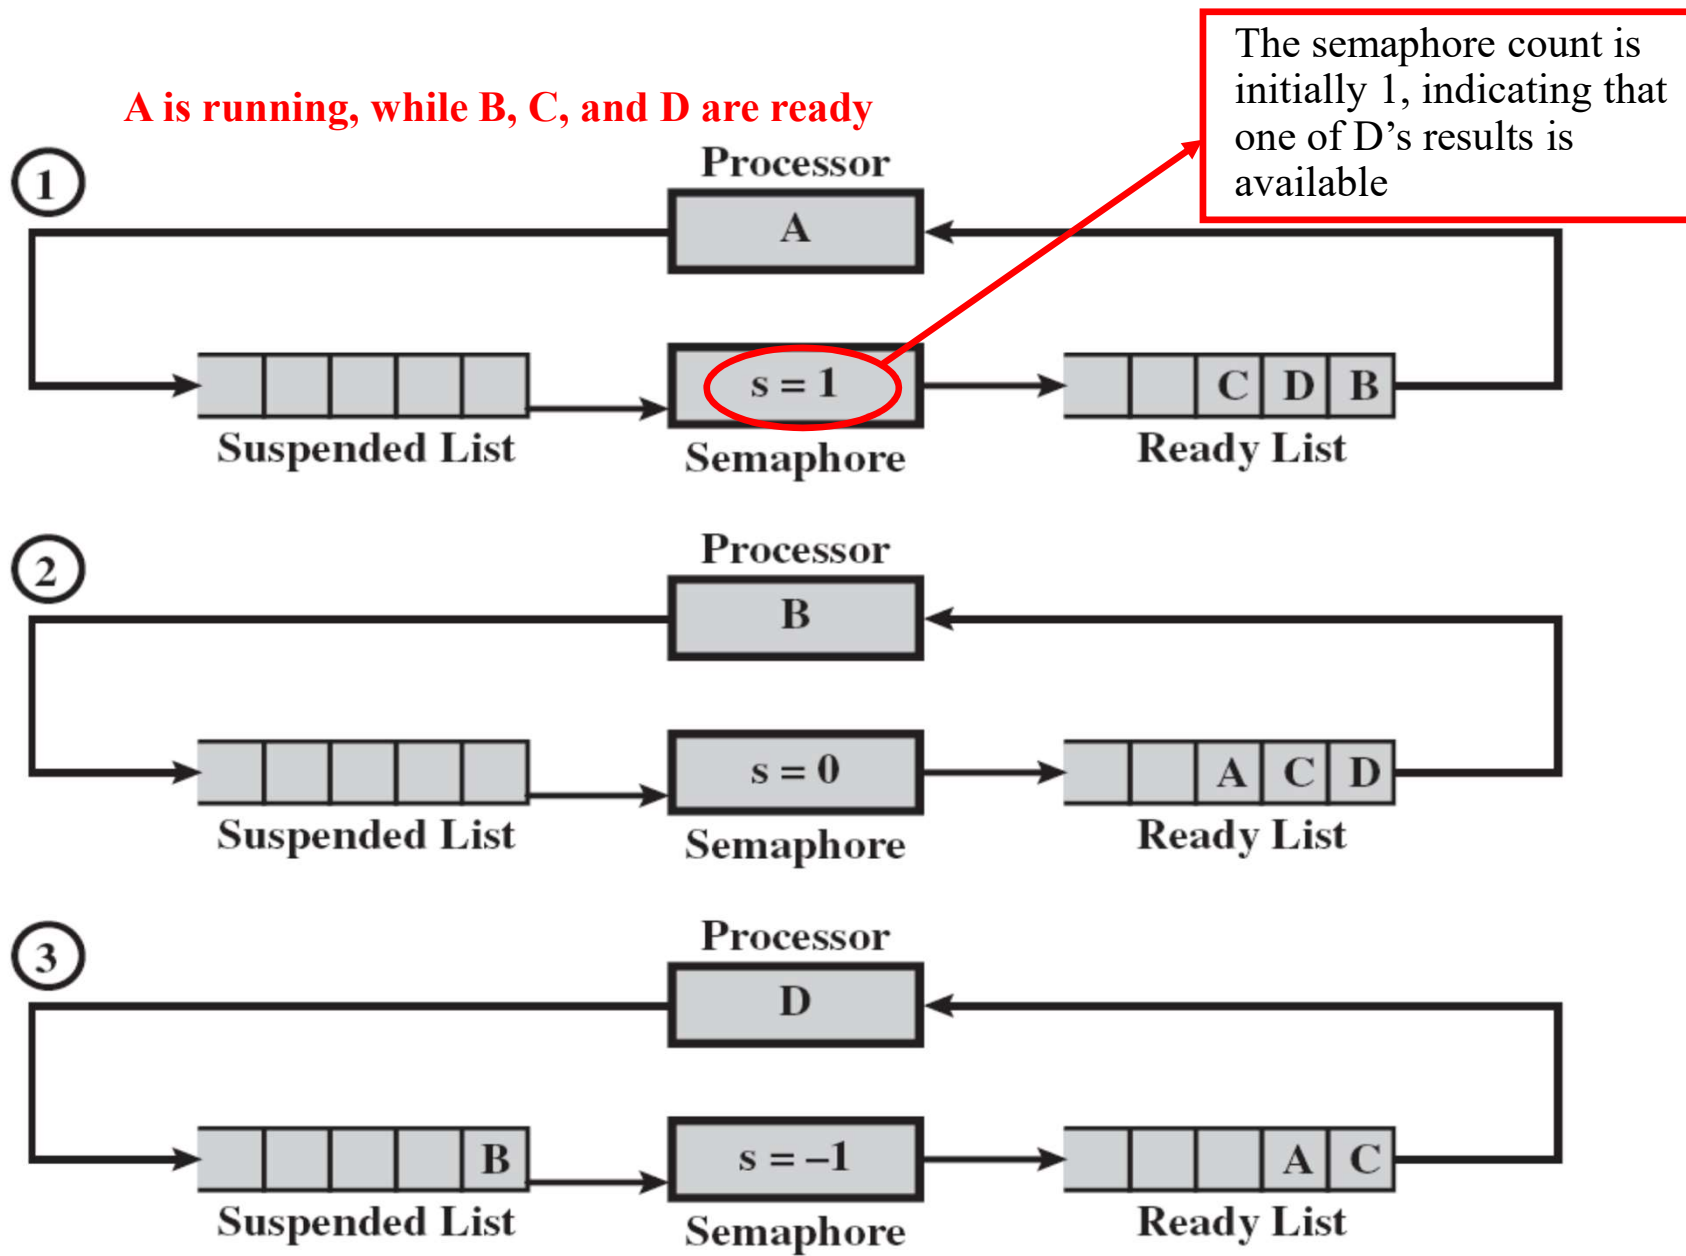 The semaphore count is
initially 1, indicating that
one of D’s results is
available
A is running, while B, C, and D are ready
1
Processor
A
s = 1
C D B
Suspended List
Semaphore
Ready List
2
Processor
B
s = 0
A C D
Suspended List
Semaphore
Ready List
3
Processor
D
B
s = –1
A C
Suspended List
Semaphore
Ready List